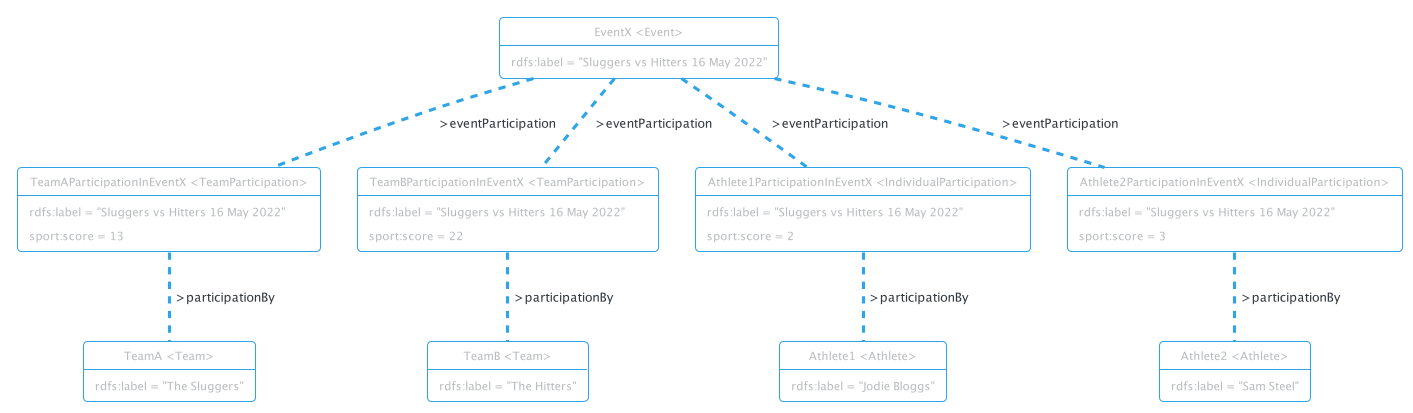 EventX <Event>
rdfs:label = "Sluggers vs Hitters 16 May 2022"
>eventParticipation
>eventParticipation
>eventParticipation
>eventParticipation
TeamAParticipationInEventX <TeamParticipation>
rdfs:label = "Sluggers vs Hitters 16 May 2022"
sport:score = 13
TeamBParticipationInEventX <TeamParticipation>
rdfs:label = "Sluggers vs Hitters 16 May 2022"
sport:score = 22
Athlete1ParticipationInEventX <IndividualParticipation>
rdfs:label = "Sluggers vs Hitters 16 May 2022"
sport:score = 2
Athlete2ParticipationInEventX <IndividualParticipation>
rdfs:label = "Sluggers vs Hitters 16 May 2022"
sport:score = 3
>participationBy
>participationBy
>participationBy
>participationBy
TeamA <Team>
rdfs:label = "The Sluggers"
TeamB <Team>
rdfs:label = "The Hitters"
Athlete1 <Athlete>
rdfs:label = "Jodie Bloggs"
Athlete2 <Athlete>
rdfs:label = "Sam Steel"